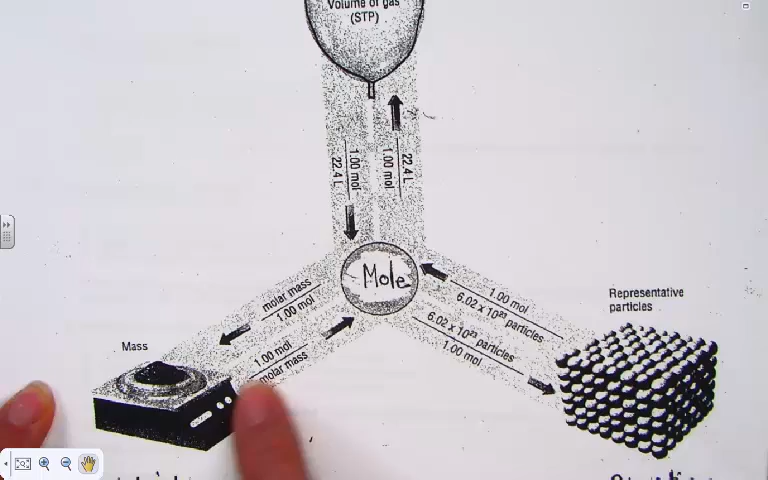 Volume of gas
(STP)
1.00 mol
22.4 L
22.4 L
1.00 mol
Mole
molar mass
1.00 mol
1.00 mol
6.02 x 10²³ particles
Representative
particles
Mass
1.00 mol
molar mass
6.02 x 10²³ particles
1.00 mol